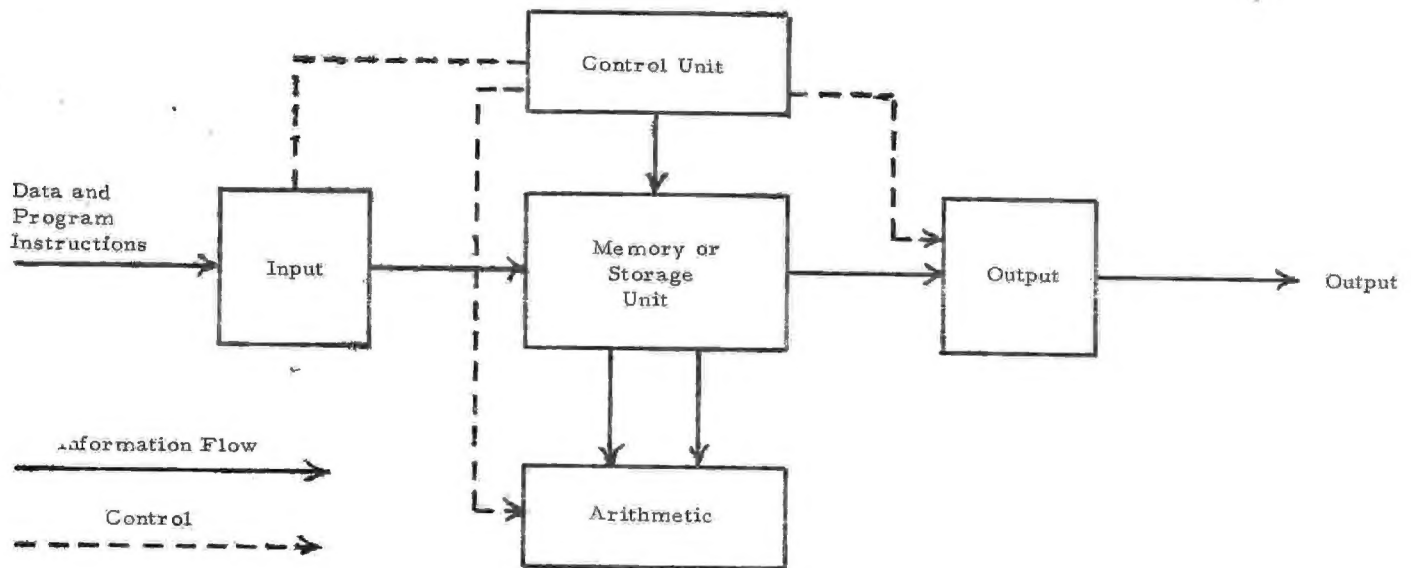 Control Unit
Data and
Program
Instructions
Input
Memory or
Storage
Unit
Output
Output
Information Flow
Arithmetic
Control